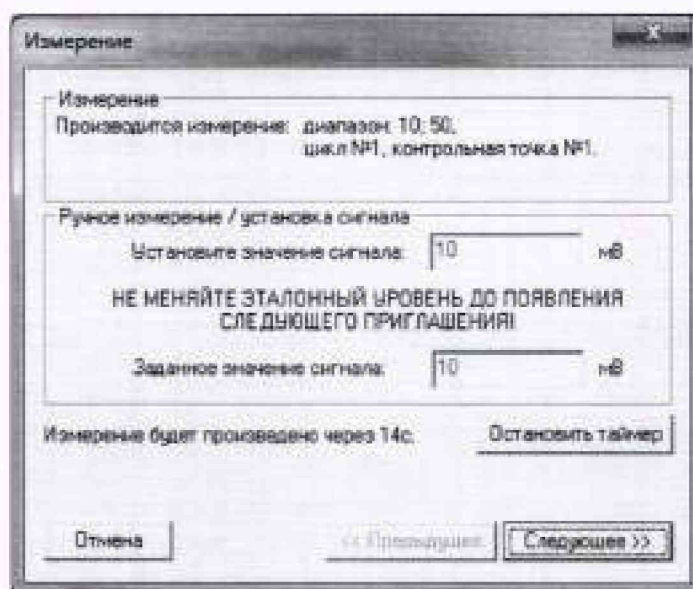 Измерение
Измерение
Производится измерение: диапазон: 10; 50,
цикл №1, контрольная точка №1.
Ручное измерение / установка сигнала
Установите значение сигнала: 10 мВ
НЕ МЕНЯЙТЕ ЭТАЛОННЫЙ УРОВЕНЬ ДО ПОЯВЛЕНИЯ
СЛЕДУЮЩЕГО ПРИГЛАШЕНИЯ!
Заданное значение сигнала: 10 мВ
Измерение будет произведено через 14с. Остановить таймер
Отмена << Предыдущее Следующее >>